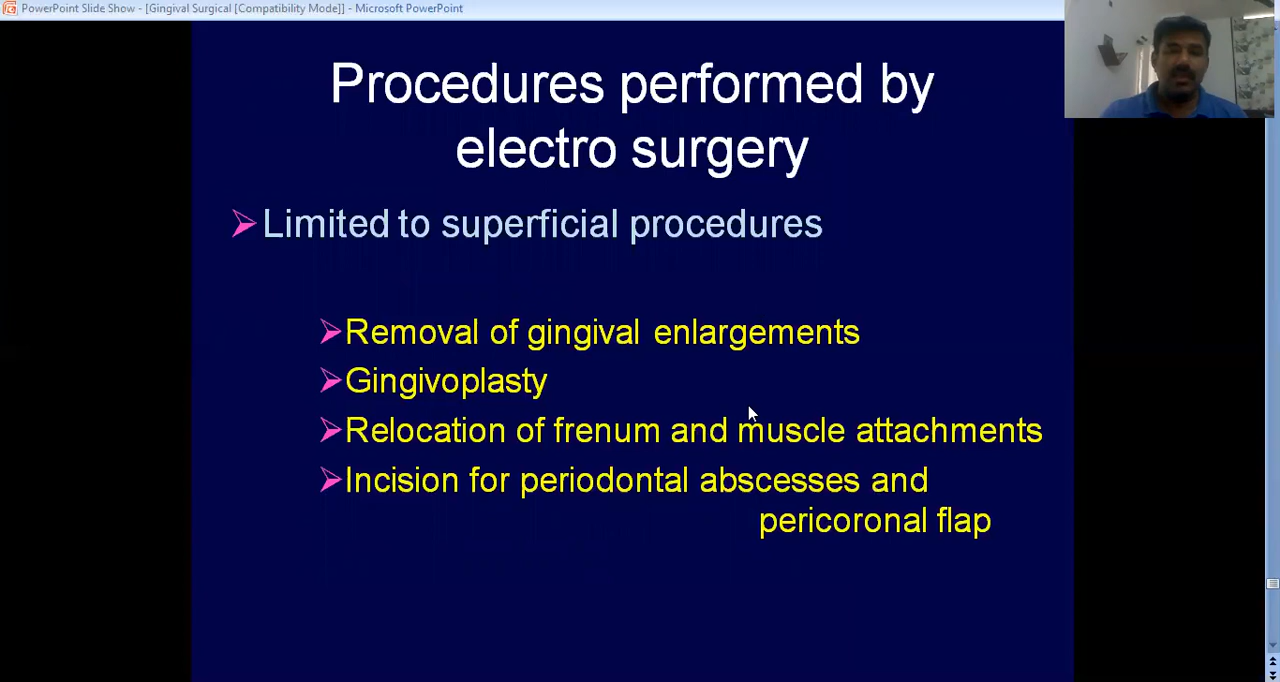 PowerPoint Slide Show - [Gingival Surgical [Compatibility Mode]] - Microsoft PowerPoint
Procedures performed by
electro surgery
Limited to superficial procedures
Removal of gingival enlargements
Gingivoplasty
Relocation of frenum and muscle attachments
Incision for periodontal abscesses and
pericoronal flap